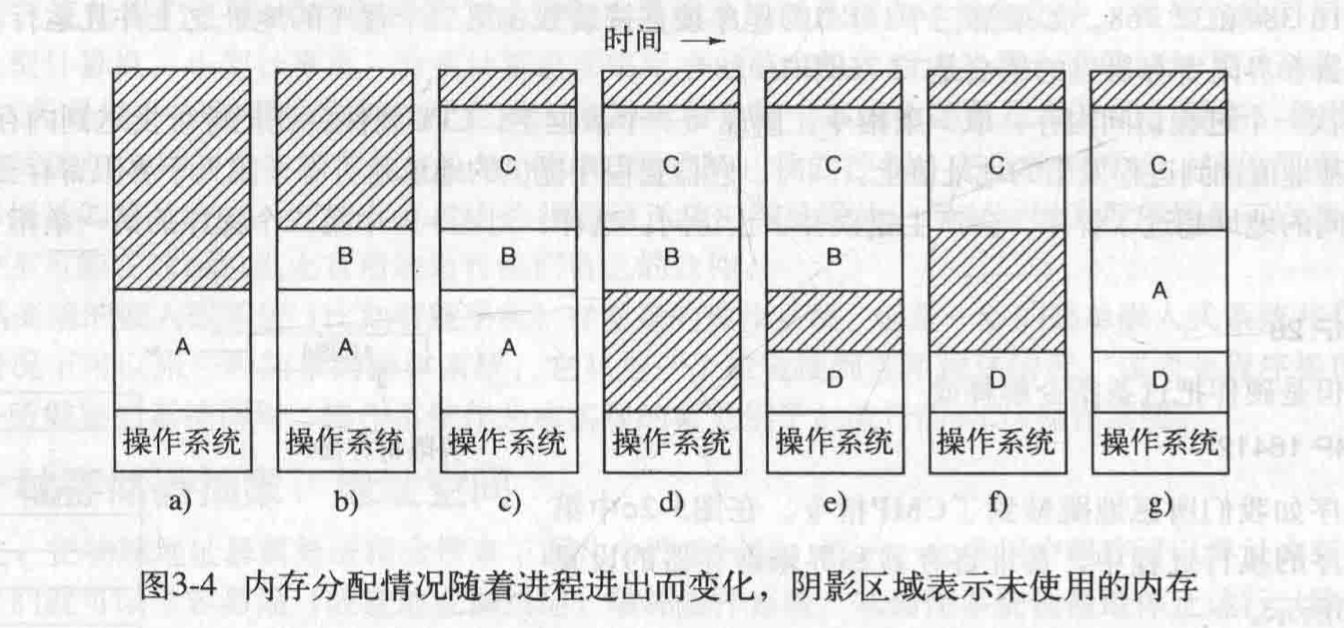 时间 →
C C C C C
B B B B
A A A A
D D D
操作系统 操作系统 操作系统 操作系统 操作系统 操作系统 操作系统
a) b) c) d) e) f) g)
图3-4 内存分配情况随着进程进出而变化，阴影区域表示未使用的内存